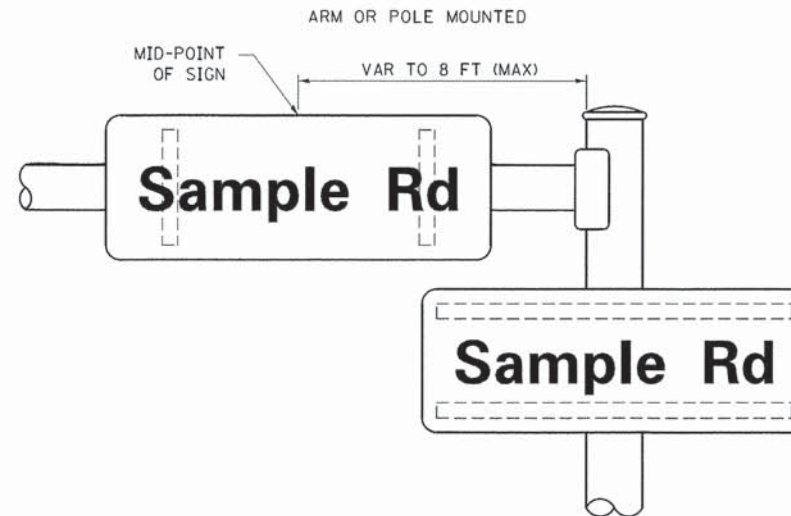 ARM OR POLE MOUNTED
MID-POINT
OF SIGN
VAR TO 8 FT (MAX)
Sample Rd
Sample Rd